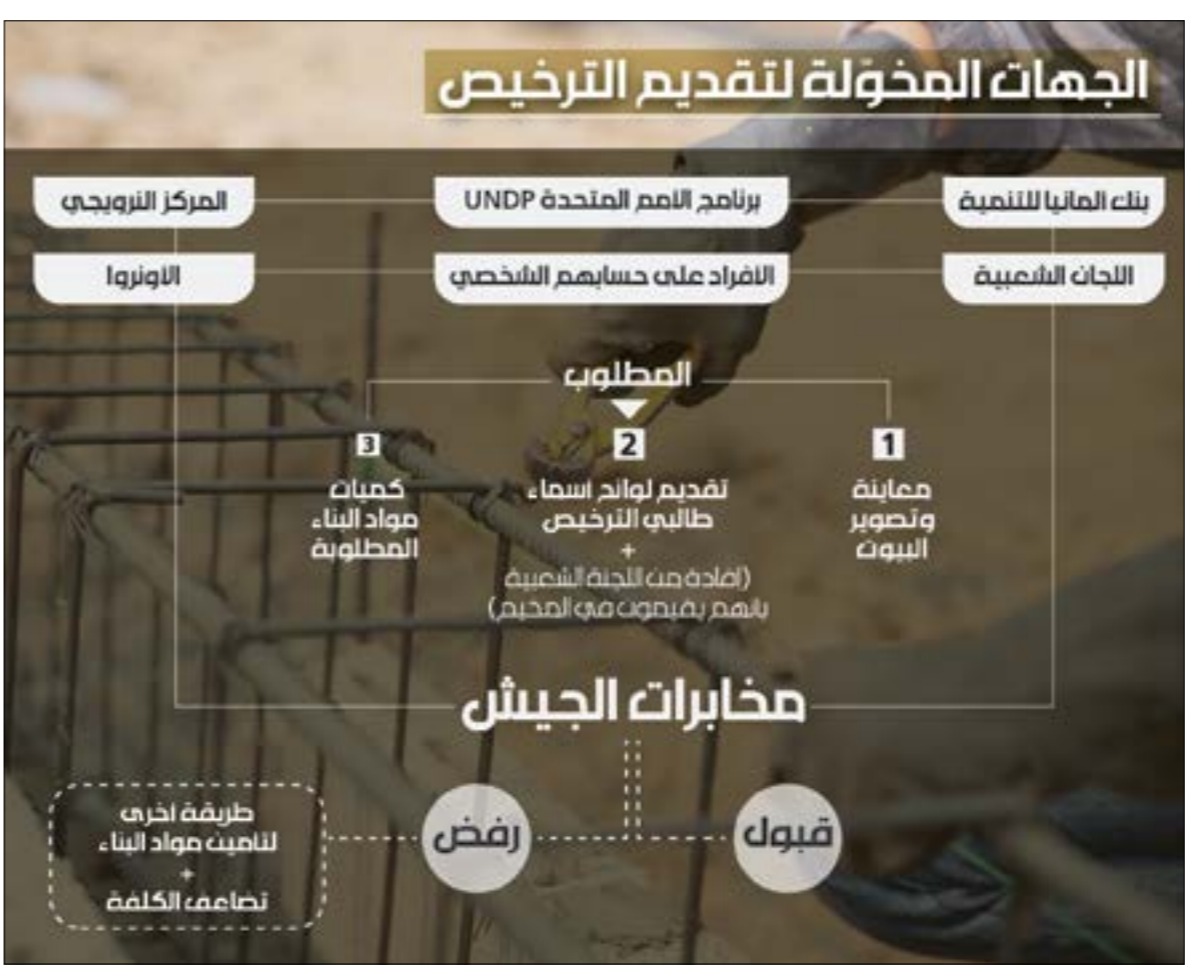 الجهات المخوّلة لتقديم الترخيص
بنك المانيا للتنمية
برنامج الامم المتحدة UNDP
المركز النرويجي
اللجان الشعبية
الافراد على حسابهم الشخصي
الاونروا
المطلوب
1
معاينة
وتصوير
البيوت
2
تقديم لوائح اسماء
طالبي الترخيص
+
(افادة من اللجنة الشعبية
بانهم يقيمون في المخيم)
3
كميات
مواد البناء
المطلوبة
مخابرات الجيش
قبول
رفض
طريقة اخرى
لتامين مواد البناء
+
تضاعف الكلفة